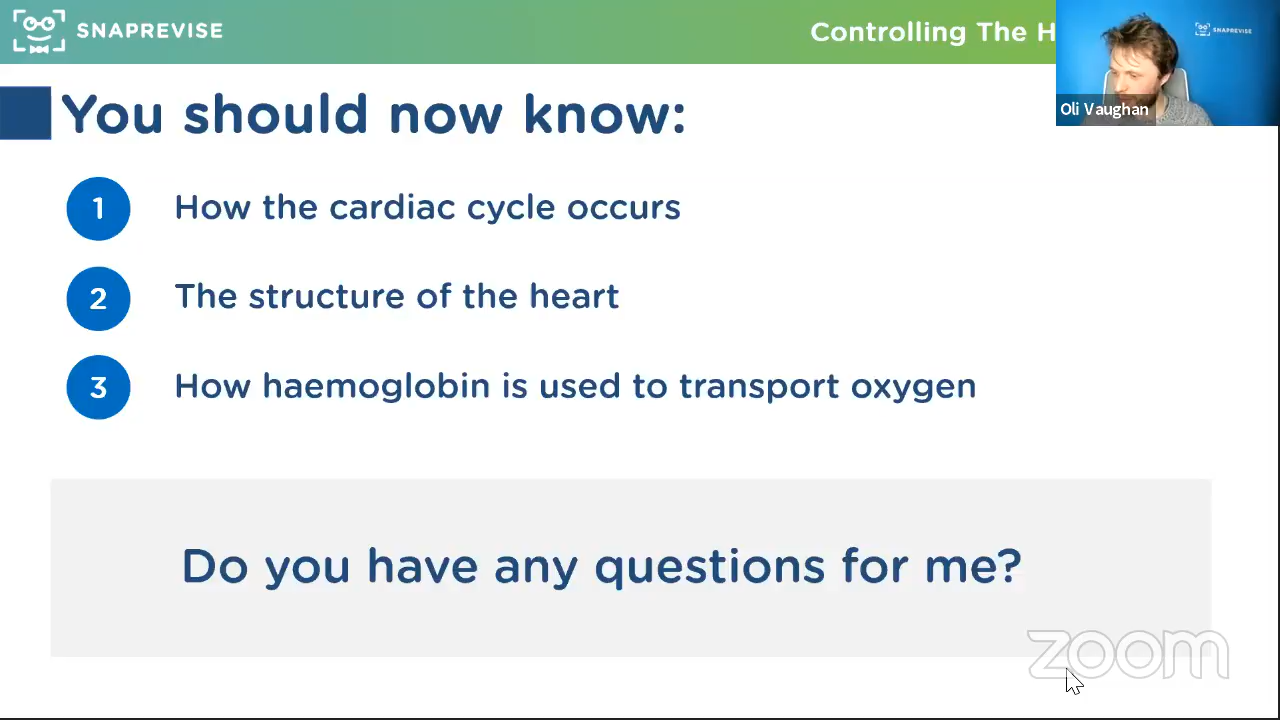 SNAPREVISE
Controlling The H
SNAPREVISE
Oli Vaughan
You should now know:
1 How the cardiac cycle occurs
2 The structure of the heart
3 How haemoglobin is used to transport oxygen
Do you have any questions for me?
zoom